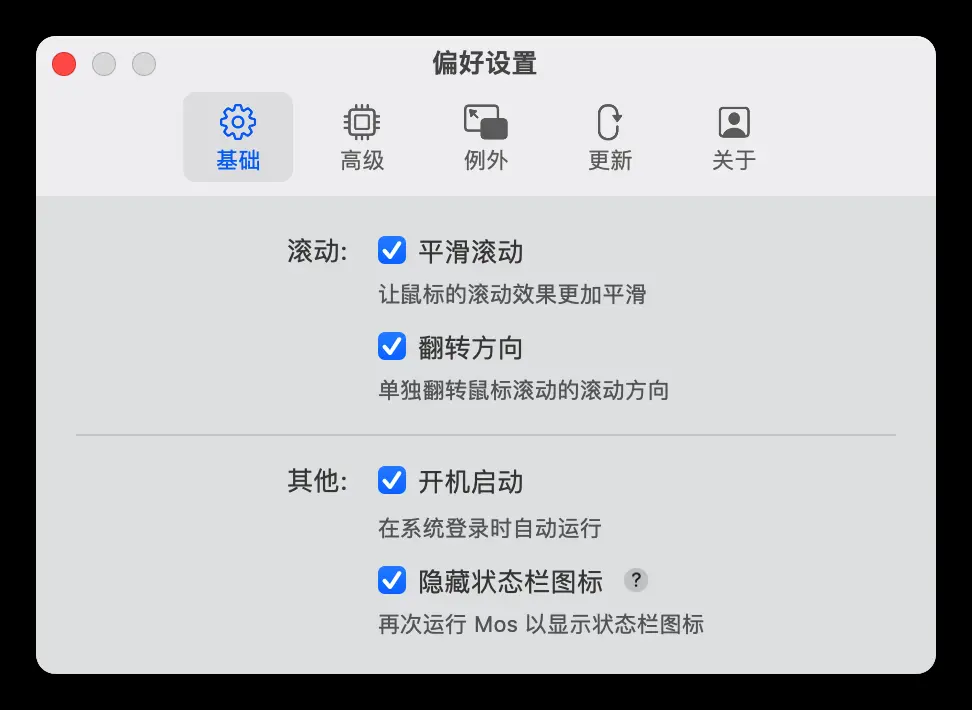 偏好设置
基础 高级 例外 更新 关于
滚动: 平滑滚动
让鼠标的滚动效果更加平滑
翻转方向
单独翻转鼠标滚动的滚动方向
其他: 开机启动
在系统登录时自动运行
隐藏状态栏图标 ?
再次运行 Mos 以显示状态栏图标